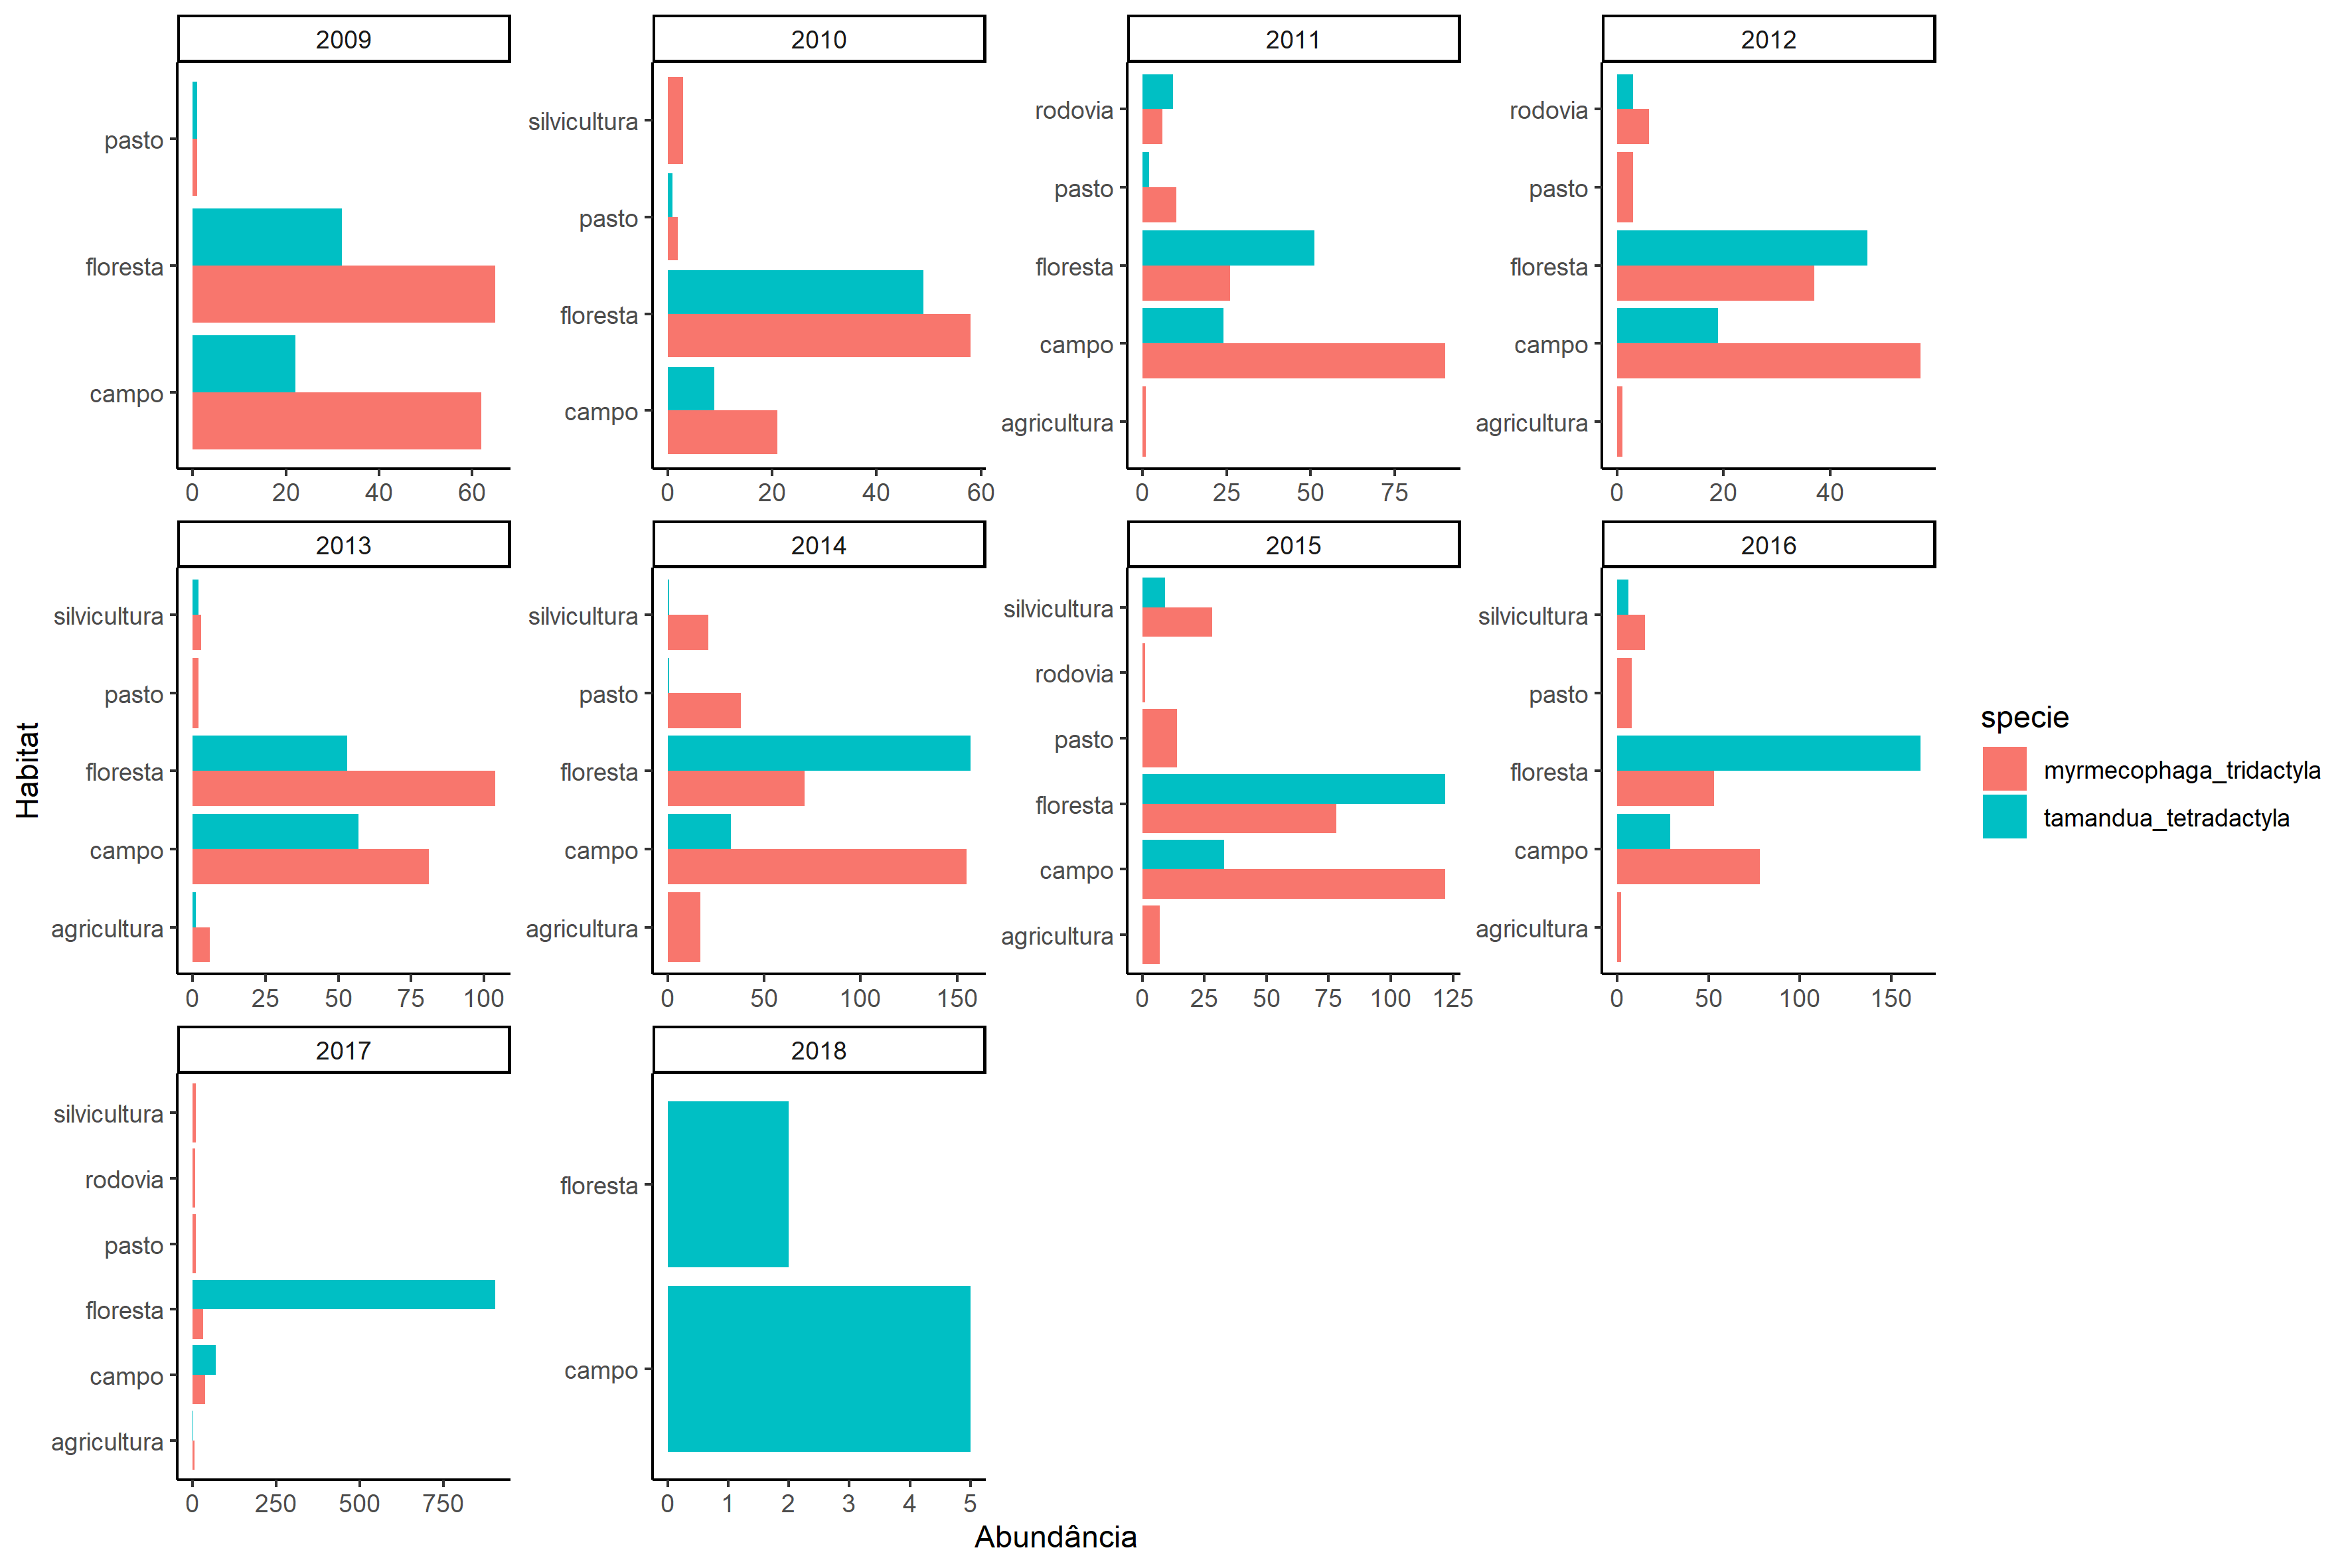 2009 2010 2011 2012
pasto
floresta
campo
0 20 40 60
silvicultura
pasto
floresta
campo
0 20 40 60
rodovia
pasto
floresta
campo
agricultura
0 25 50 75
rodovia
pasto
floresta
campo
agricultura
0 20 40
2013 2014 2015 2016
silvicultura
pasto
floresta
campo
agricultura
0 25 50 75 100
silvicultura
pasto
floresta
campo
agricultura
0 50 100 150
silvicultura
rodovia
pasto
floresta
campo
agricultura
0 25 50 75 100 125
silvicultura
pasto
floresta
campo
agricultura
0 50 100 150
2017 2018
silvicultura
rodovia
pasto
floresta
campo
agricultura
0 250 500 750
floresta
campo
0 1 2 3 4 5
Habitat
Abundância
specie
myrmecophaga_tridactyla
tamandua_tetradactyla